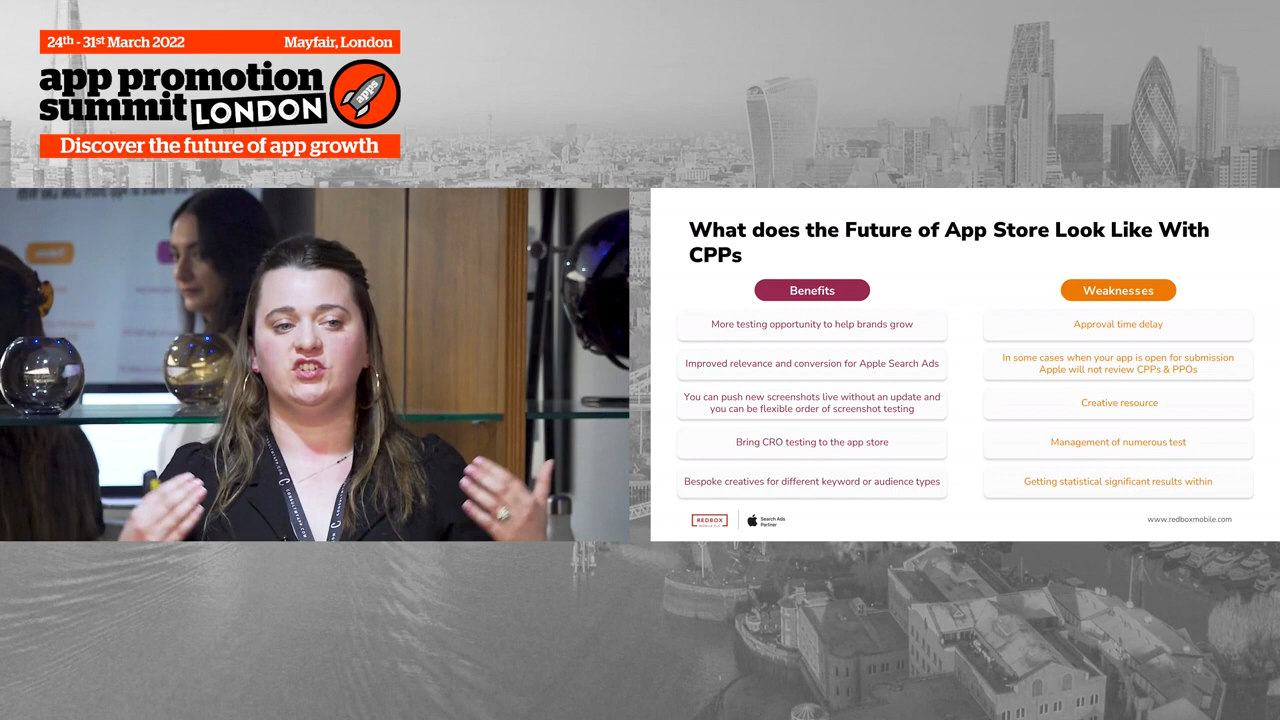 24th - 31st March 2022
Mayfair, London
app promotion
summit LONDON
apps
Discover the future of app growth
What does the Future of App Store Look Like With
CPPs
Benefits
Weaknesses
More testing opportunity to help brands grow
Approval time delay
Improved relevance and conversion for Apple Search Ads
In some cases when your app is open for submission
Apple will not review CPPs & PPOs
You can push new screenshots live without an update and
you can be flexible order of screenshot testing
Creative resource
Bring CRO testing to the app store
Management of numerous test
Bespoke creatives for different keyword or audience types
Getting statistical significant results within
REDBOX
MOBILE PLC
Search Ads
Partner
www.redboxmobile.com
CONSULTMYAPP.COM